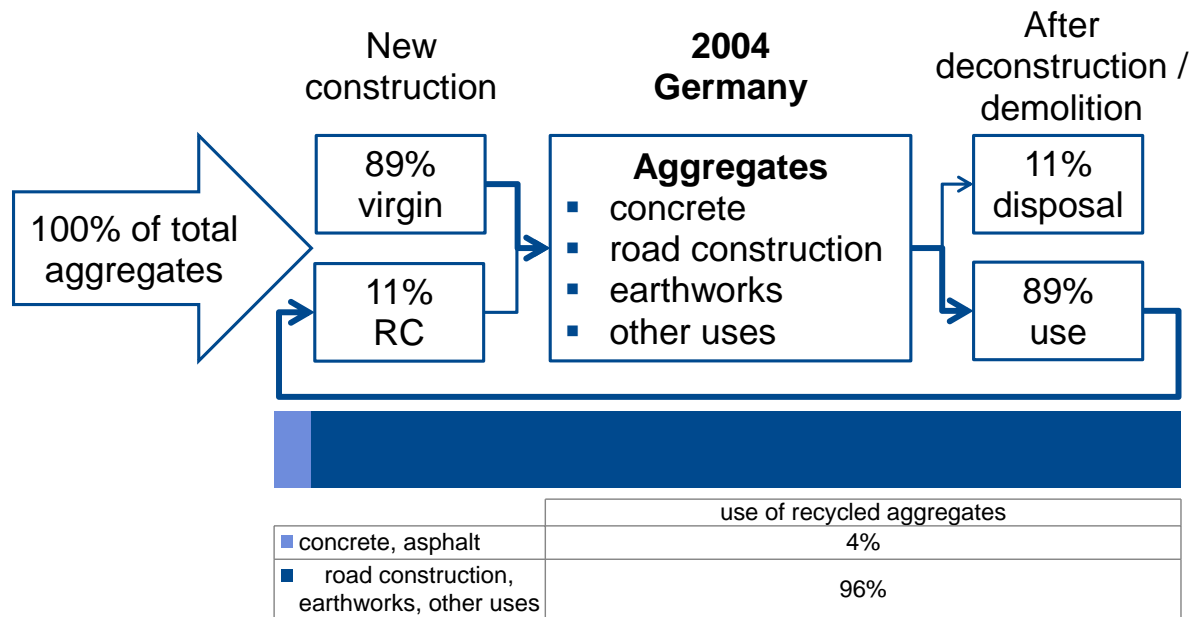 New
construction
2004
Germany
After
deconstruction /
demolition
100% of total
aggregates
89%
virgin
11%
RC
Aggregates
▪ concrete
▪ road construction
▪ earthworks
▪ other uses
11%
disposal
89%
use
use of recycled aggregates
concrete, asphalt
4%
road construction,
earthworks, other uses
96%